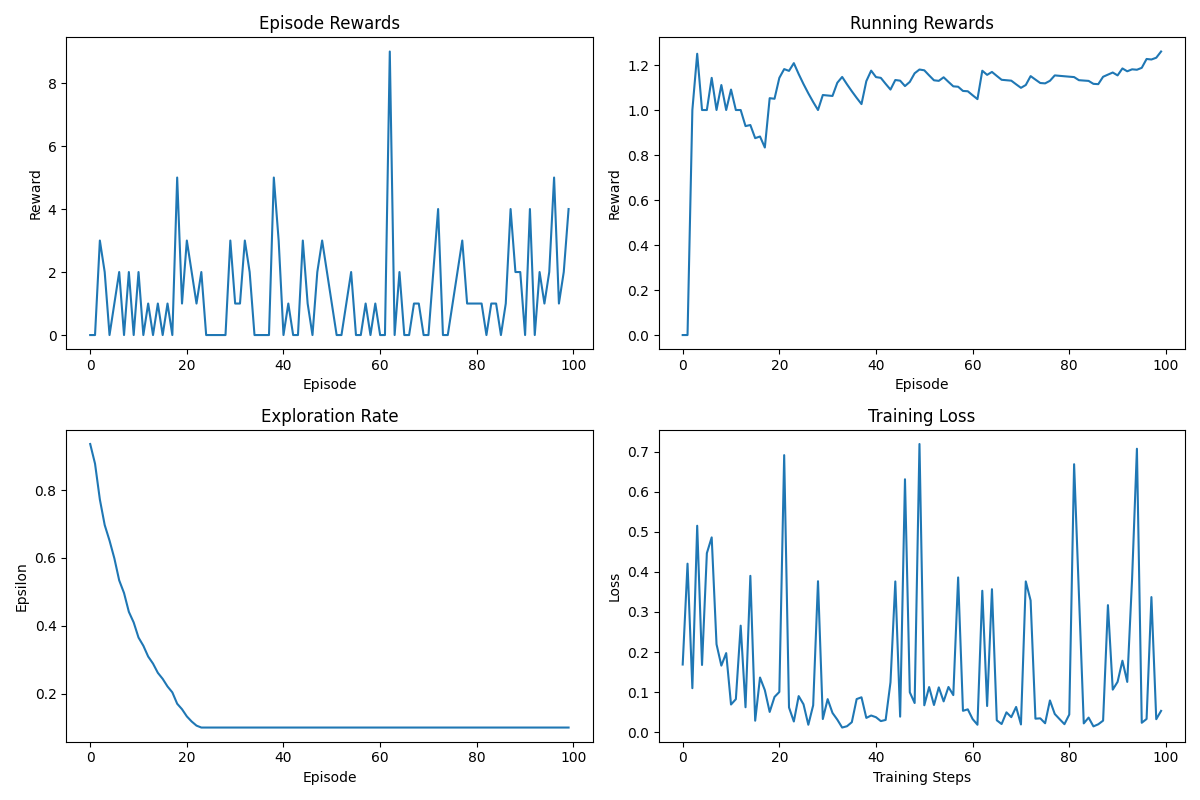 Episode Rewards
Reward
8
6
4
2
0
0 20 40 60 80 100
Episode
Running Rewards
Reward
1.2
1.0
0.8
0.6
0.4
0.2
0.0
0 20 40 60 80 100
Episode
Exploration Rate
Epsilon
0.8
0.6
0.4
0.2
0 20 40 60 80 100
Episode
Training Loss
Loss
0.7
0.6
0.5
0.4
0.3
0.2
0.1
0.0
0 20 40 60 80 100
Training Steps